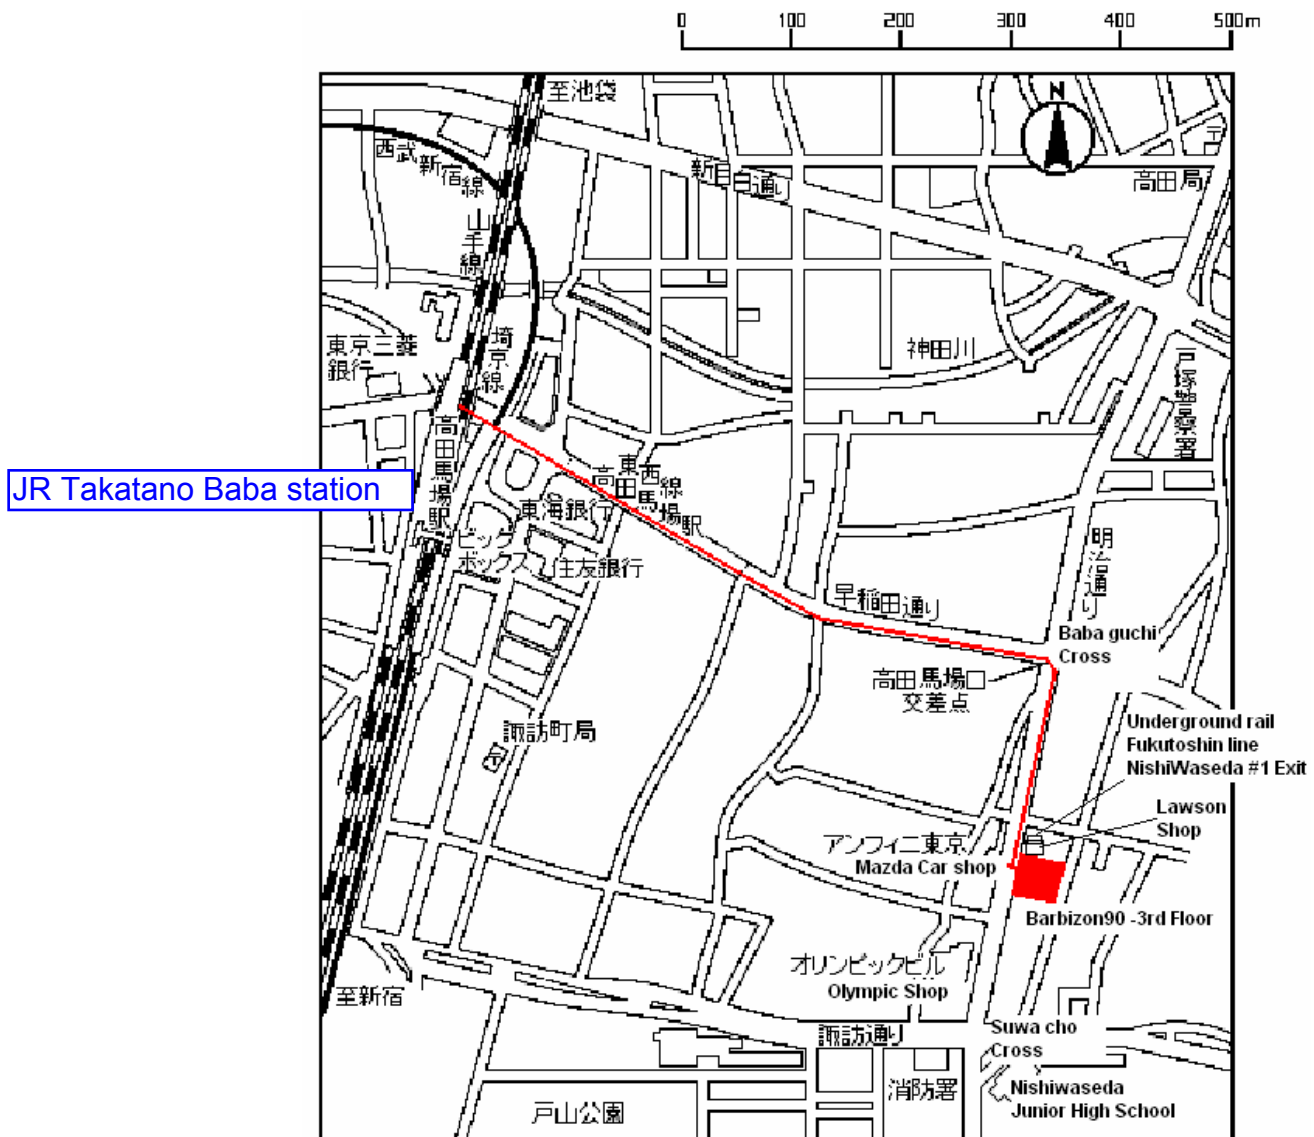 0 100 200 300 400 500m
至池袋
N
西武新宿線
新目白通り
高田局
山手線
埼京線
神田川
東京三菱
銀行
戸塚警察署
高田馬場駅
JR Takatano Baba station
東西線
高田馬場駅
東海銀行
ビッグ
ボックス
住友銀行
明治通り
早稲田通り
Baba guchi
Cross
高田馬場口
交差点
諏訪町局
Underground rail
Fukutoshin line
NishiWaseda #1 Exit
Lawson
Shop
アンフィニ東京
Mazda Car shop
Barbizon90 -3rd Floor
オリンピックビル
Olympic Shop
至新宿
諏訪通り
Suwa cho
Cross
消防署
Nishiwaseda
Junior High School
戸山公園